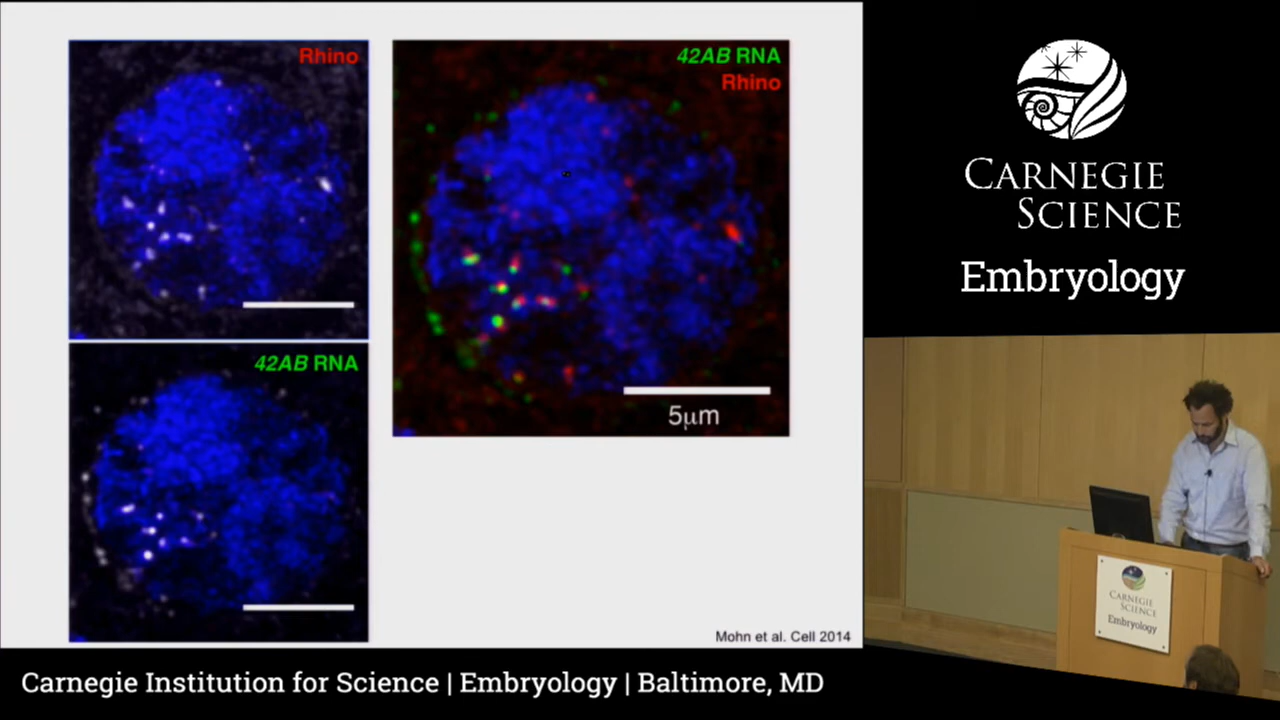 Rhino
42AB RNA
42AB RNA
Rhino
5μm
Mohn et al. Cell 2014
CARNEGIE
SCIENCE
Embryology
CARNEGIE
SCIENCE
Embryology
Carnegie Institution for Science | Embryology | Baltimore, MD